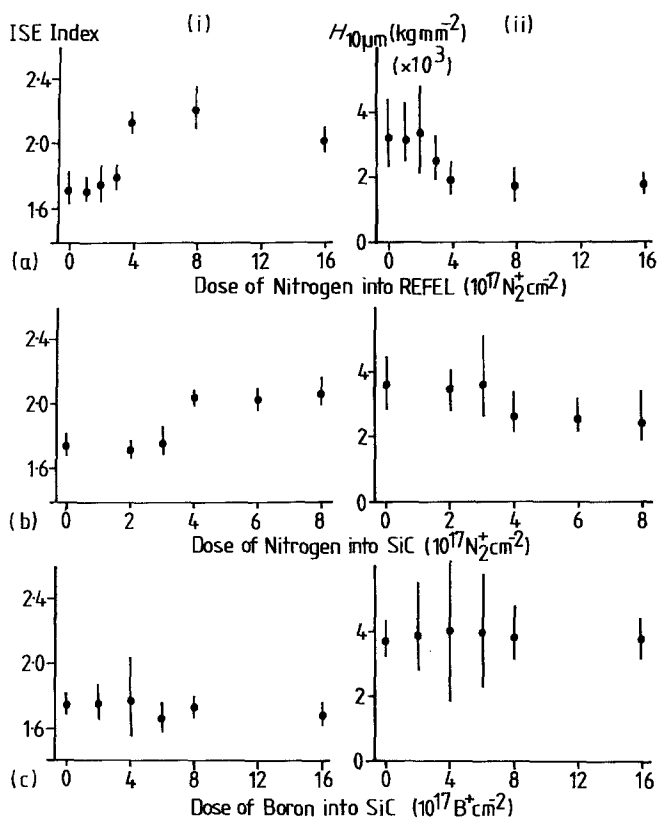 ISE Index (i) H10μm(kg mm⁻²) (ii)
(×10³)
2·4
2·0
1·6
4
2
0
(a) 0 4 8 12 16 0 4 8 12 16
Dose of Nitrogen into REFEL (10¹⁷N₂⁺cm⁻²)
2·4
2·0
1·6
4
2
0
(b) 0 2 4 6 8 0 2 4 6 8
Dose of Nitrogen into SiC (10¹⁷N₂⁺cm⁻²)
2·4
2·0
1·6
4
2
0
(c) 0 4 8 12 16 0 4 8 12 16
Dose of Boron into SiC (10¹⁷B⁺cm⁻²)